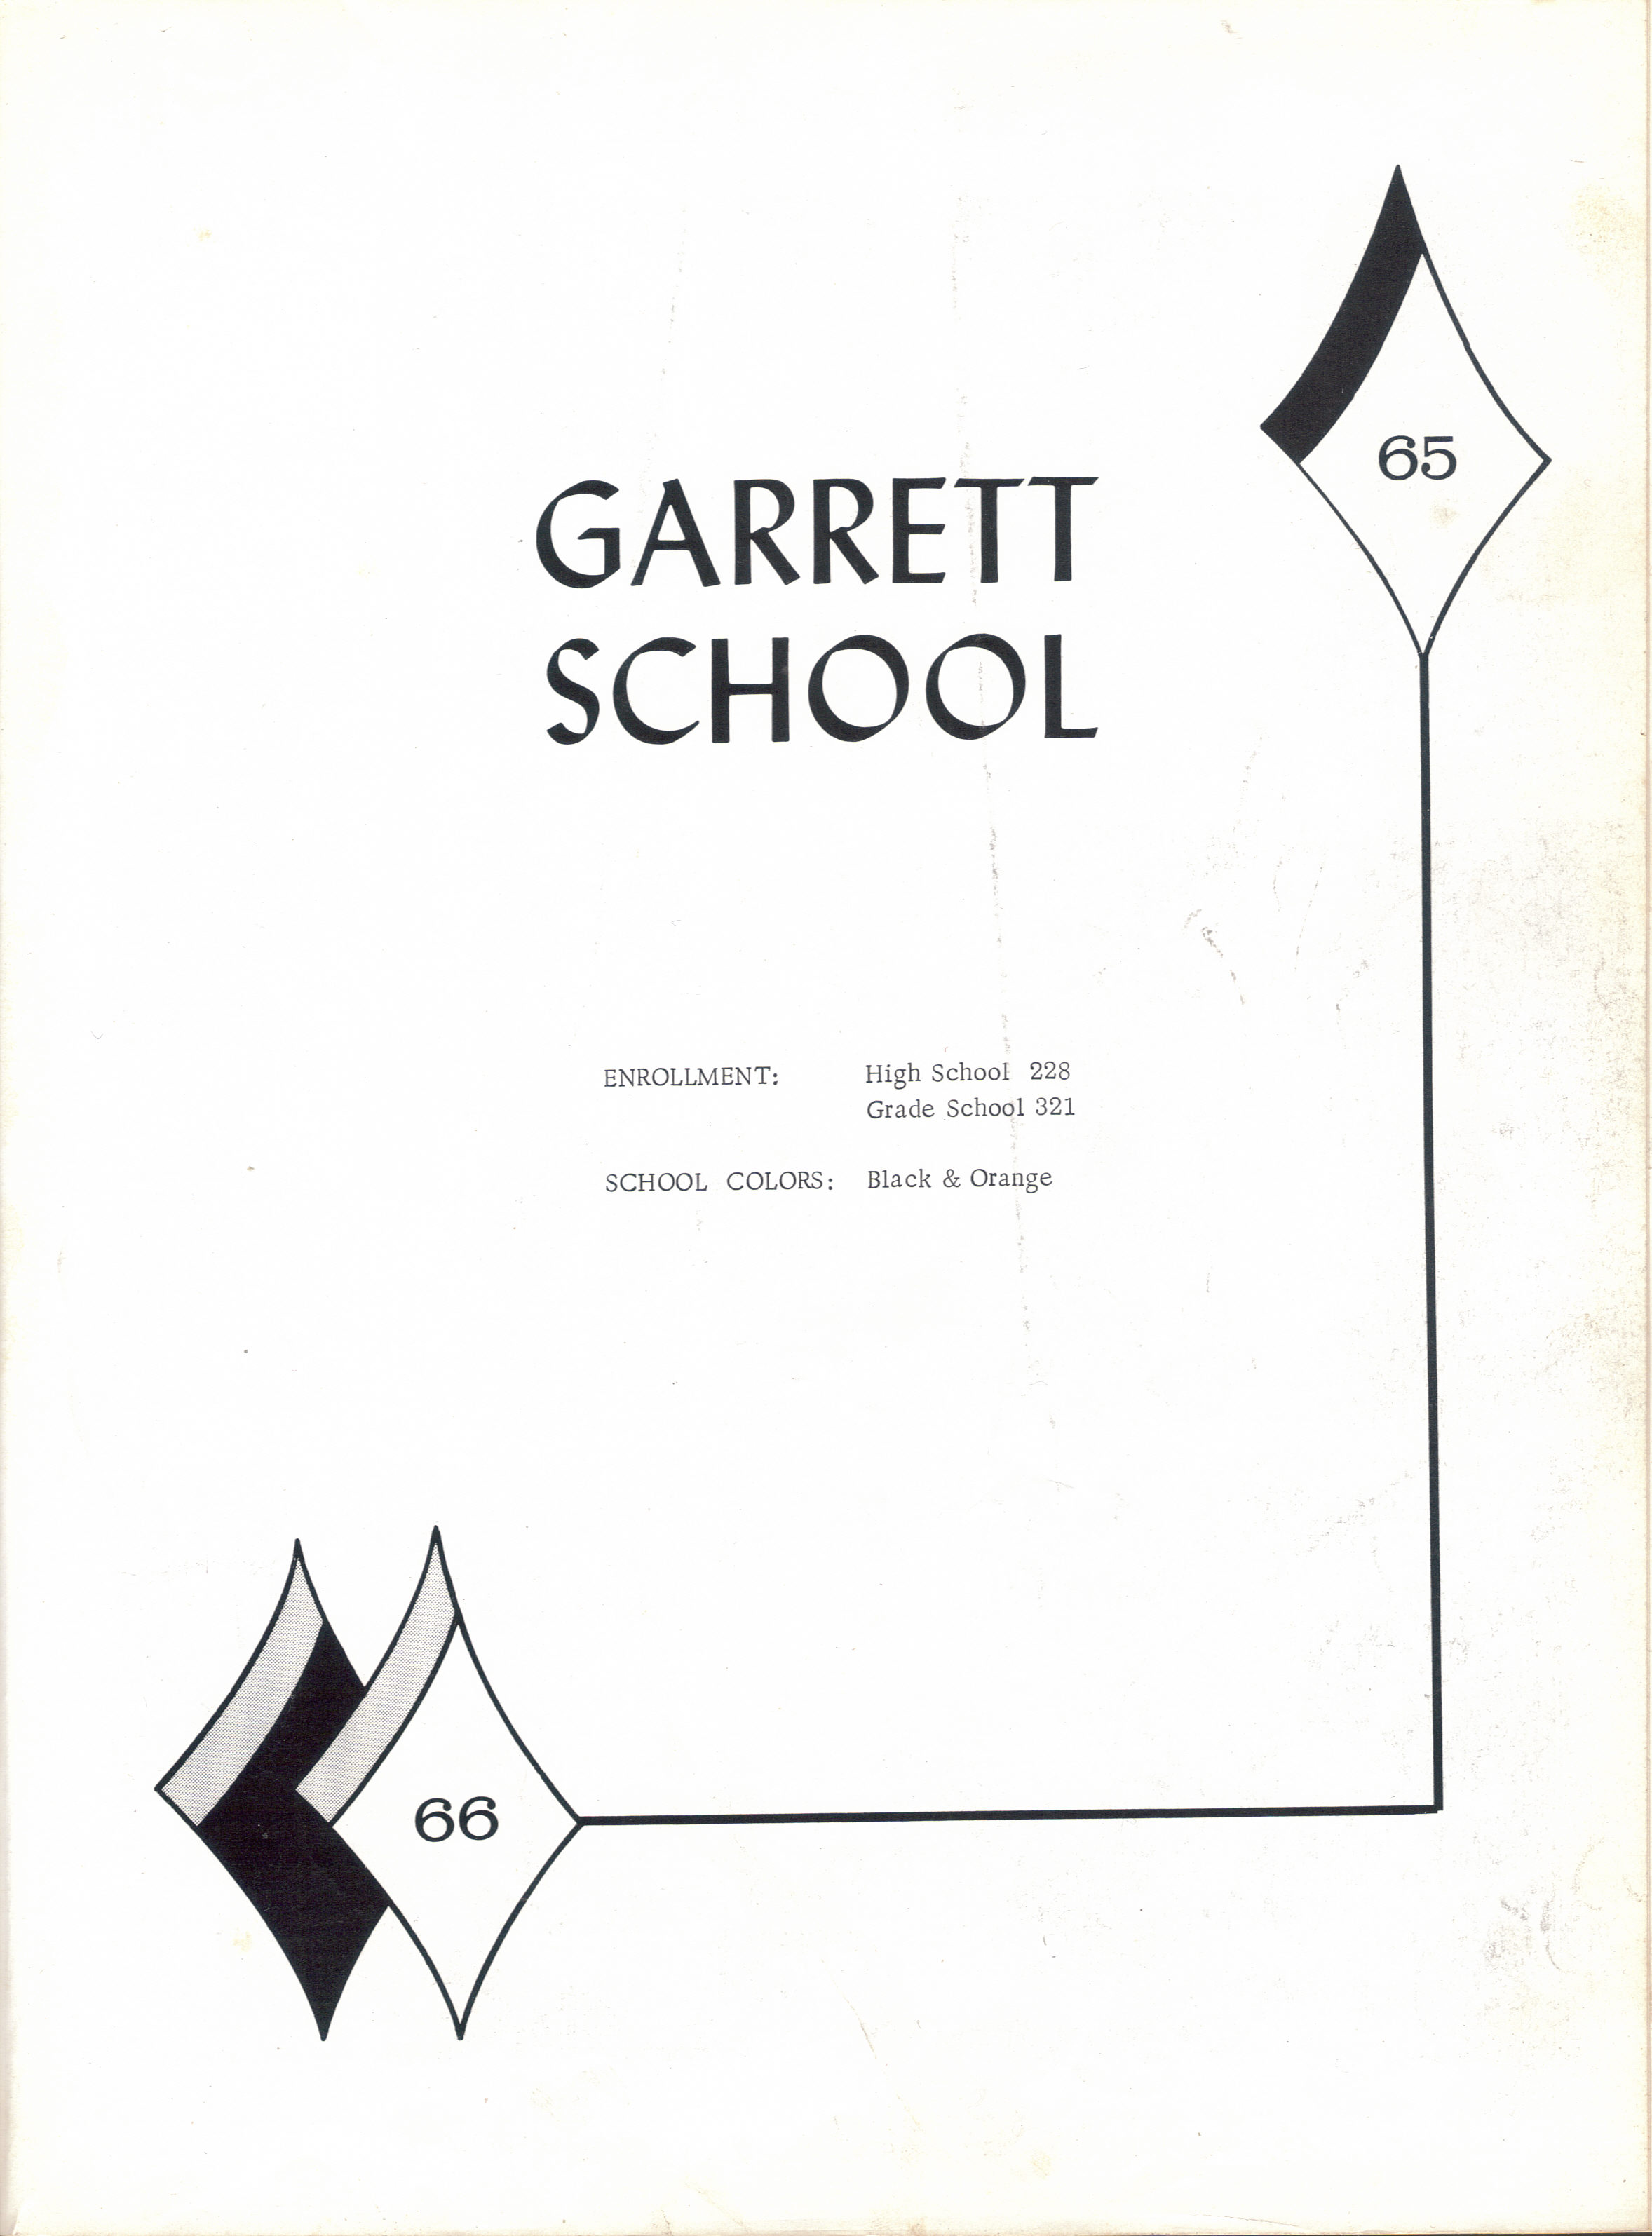 65
GARRETT
SCHOOL
ENROLLMENT: High School 228
Grade School 321
SCHOOL COLORS: Black & Orange
66